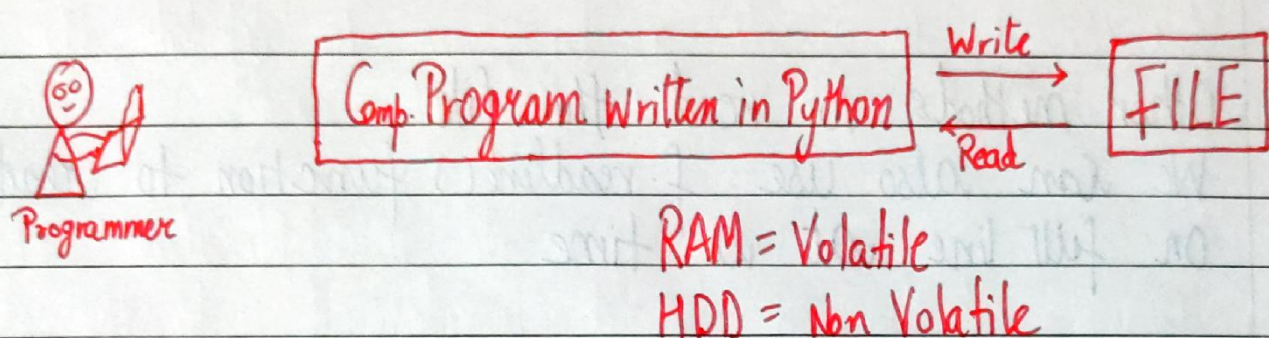 Write
Comp. Program written in Python
FILE
Read
Programmer
RAM = Volatile
HDD = Non Volatile